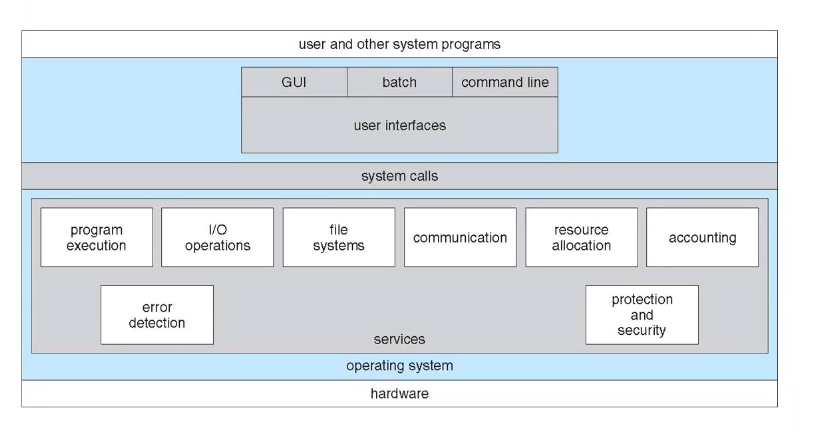 user and other system programs
GUI
batch
command line
user interfaces
system calls
program
execution
I/O
operations
file
systems
communication
resource
allocation
accounting
error
detection
protection
and
security
services
operating system
hardware